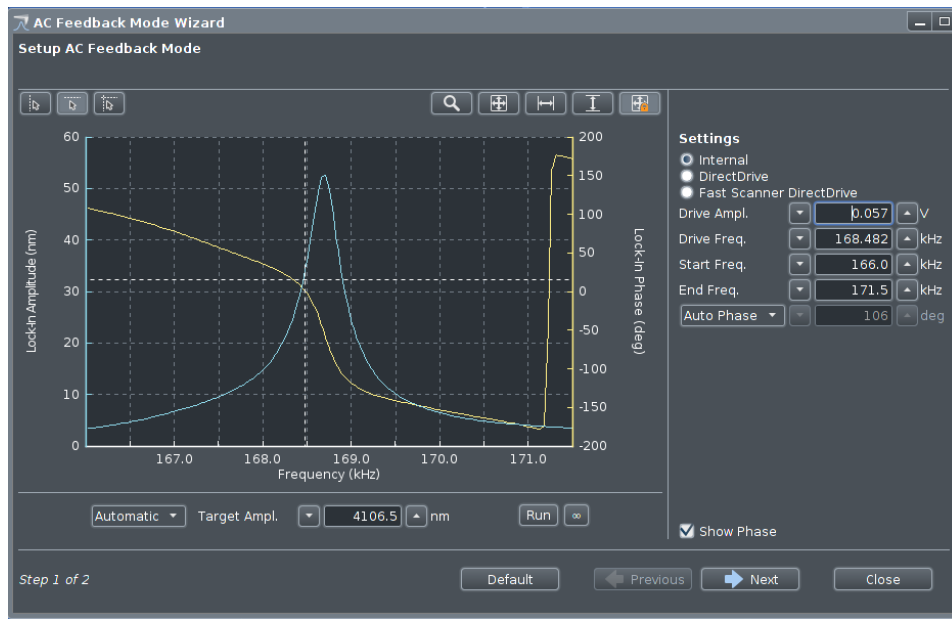 AC Feedback Mode Wizard
Setup AC Feedback Mode
60
50
40
30
20
10
0
Lock-In Amplitude (nm)
200
150
100
50
0
-50
-100
-150
-200
Lock-In Phase (deg)
167.0 168.0 169.0 170.0 171.0
Frequency (kHz)
Settings
Internal
DirectDrive
Fast Scanner DirectDrive
Drive Ampl. 0.057 V
Drive Freq. 168.482 kHz
Start Freq. 166.0 kHz
End Freq. 171.5 kHz
Auto Phase 106 deg
Automatic Target Ampl. 4106.5 nm Run ∞
Show Phase
Step 1 of 2 Default Previous Next Close